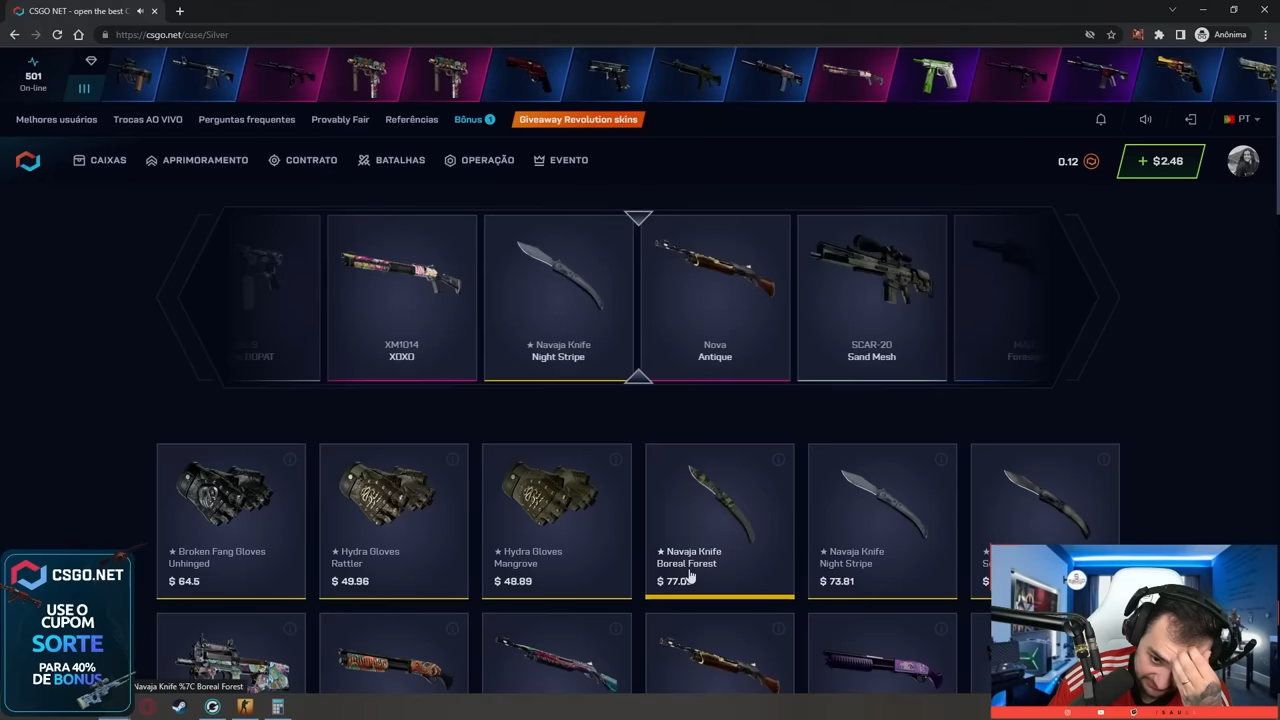 CSGO NET - open the best C
https://csgo.net/case/Silver
Anônima
501
On-line
Melhores usuários
Trocas AO VIVO
Perguntas frequentes
Provably Fair
Referências
Bônus 1
Giveaway Revolution skins
PT
CAIXAS
APRIMORAMENTO
CONTRATO
BATALHAS
OPERAÇÃO
EVENTO
0.12
+ $2.46
XM1014
XOXO
★ Navaja Knife
Night Stripe
Nova
Antique
SCAR-20
Sand Mesh
★ Broken Fang Gloves
Unhinged
$ 64.5
★ Hydra Gloves
Rattler
$ 49.96
★ Hydra Gloves
Mangrove
$ 48.89
★ Navaja Knife
Boreal Forest
★ Navaja Knife
Night Stripe
$ 73.81
CSGO.NET
USE O
CUPOM
SORTE
PARA 40%
DE BONUS
Navaja Knife %7C Boreal Forest